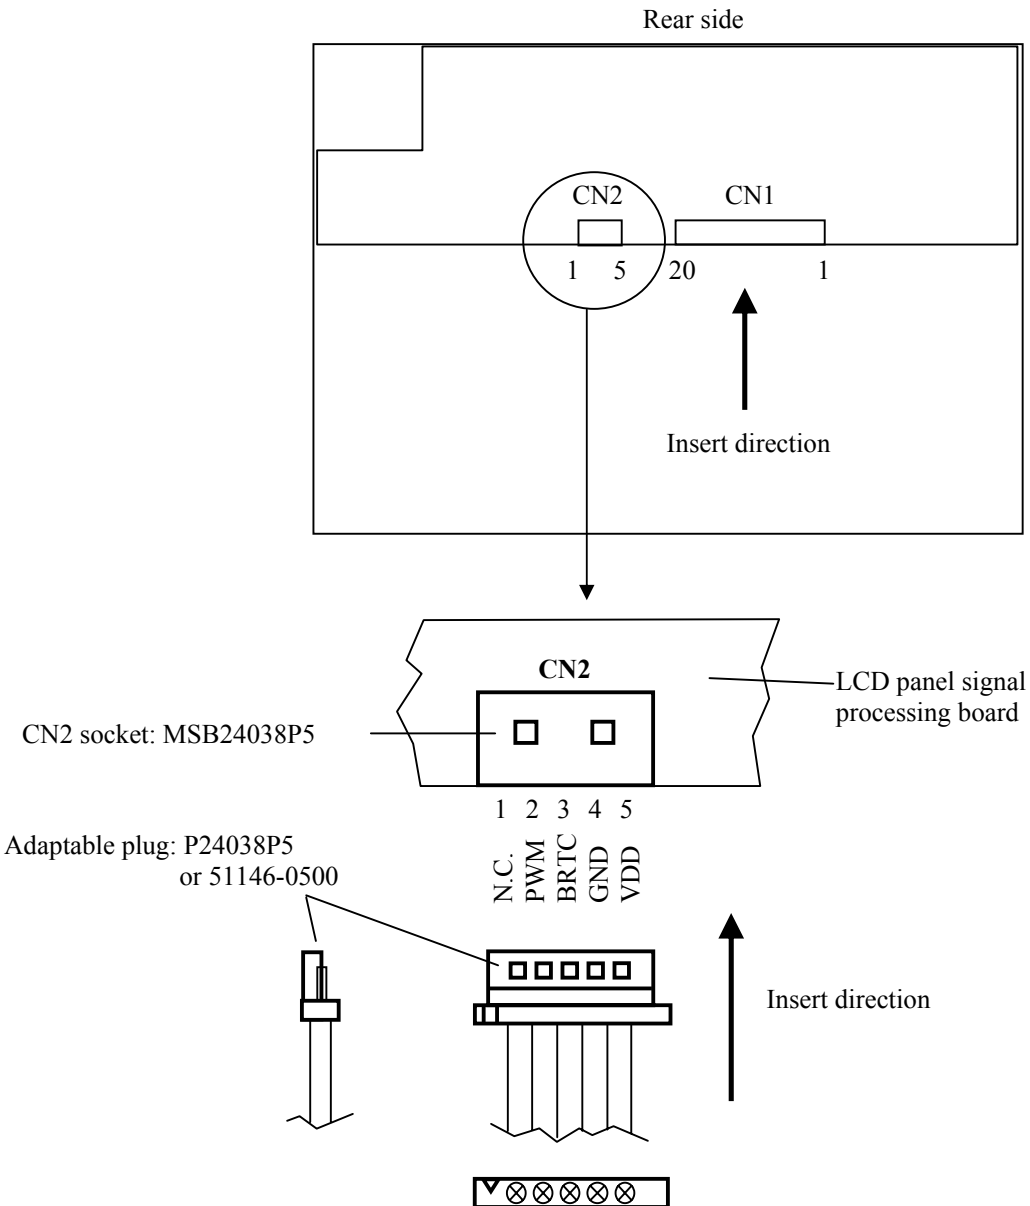 Rear side
CN2
CN1
1 5 20 1
Insert direction
CN2
LCD panel signal
processing board
CN2 socket: MSB24038P5
1 2 3 4 5
Adaptable plug: P24038P5
or 51146-0500
N.C.
PWM
BRTC
GND
VDD
Insert direction